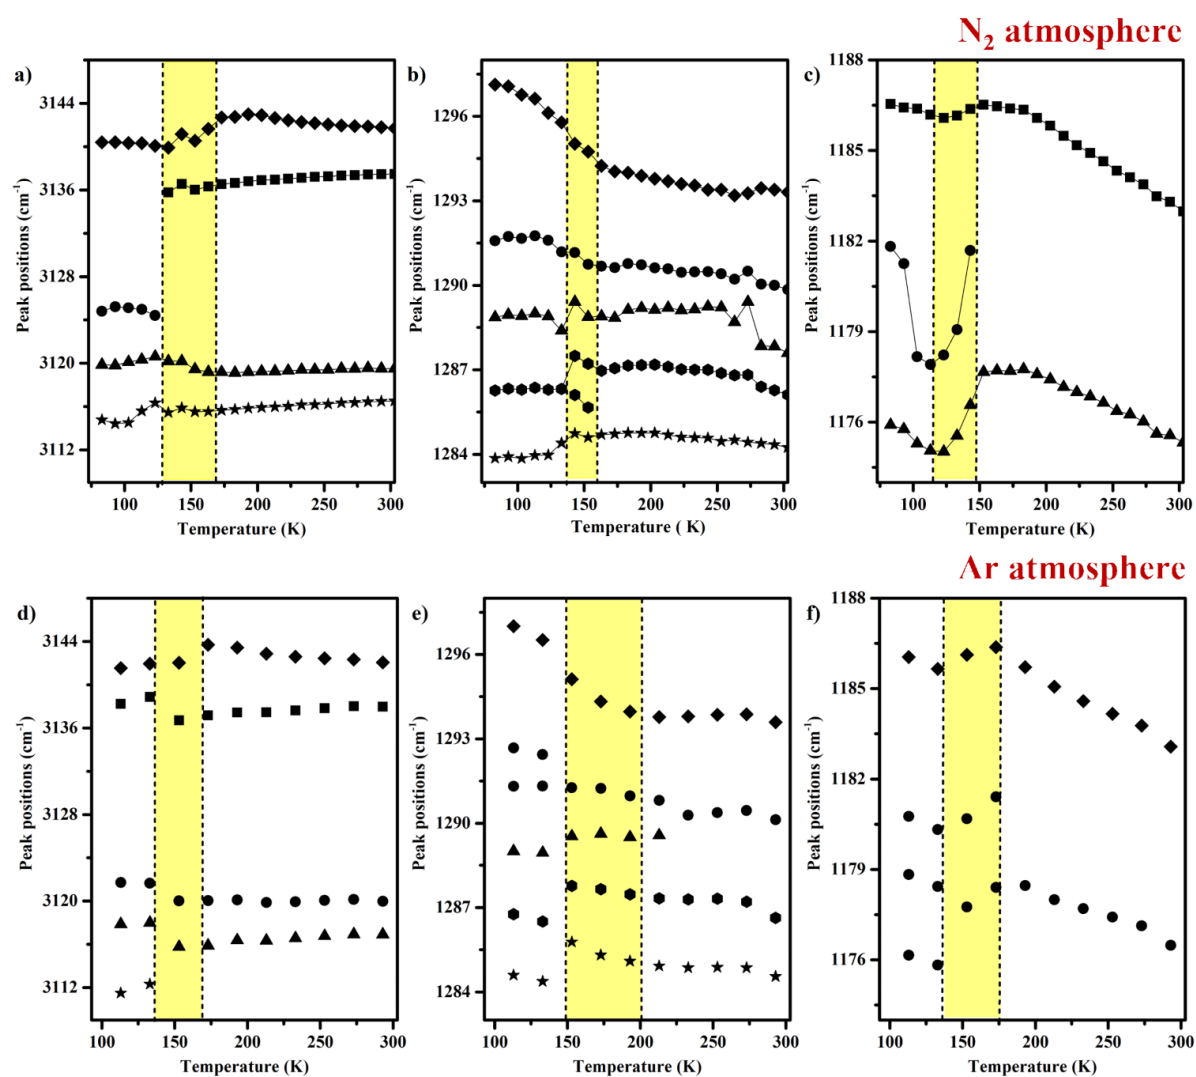 N2 atmosphere
a)
3144
3136
3128
3120
3112
Peak positions (cm-1)
100 150 200 250 300
Temperature (K)
b)
1296
1293
1290
1287
1284
Peak positions (cm-1)
100 150 200 250 300
Temperature ( K)
c)
1188
1185
1182
1179
1176
Peak positions (cm-1)
100 150 200 250 300
Temperature (K)
Ar atmosphere
d)
3144
3136
3128
3120
3112
Peak positions (cm-1)
100 150 200 250 300
Temperature (K)
e)
1296
1293
1290
1287
1284
Peak positions (cm-1)
100 150 200 250 300
Temperature (K)
f)
1188
1185
1182
1179
1176
Peak positions (cm-1)
100 150 200 250 300
Temperature (K)